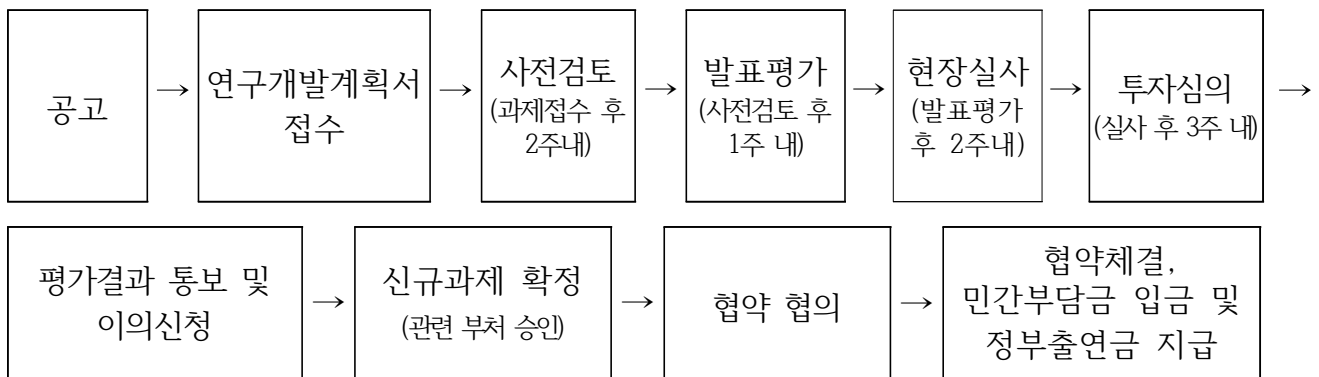 공고
→
연구개발계획서
접수
→
사전검토
(과제접수 후
2주내)
→
발표평가
(사전검토 후
1주 내)
→
현장실사
(발표평가
후 2주내)
→
투자심의
(실사 후 3주 내)
→
평가결과 통보 및
이의신청
→
신규과제 확정
(관련 부처 승인)
→
협약 협의
→
협약체결,
민간부담금 입금 및
정부출연금 지급